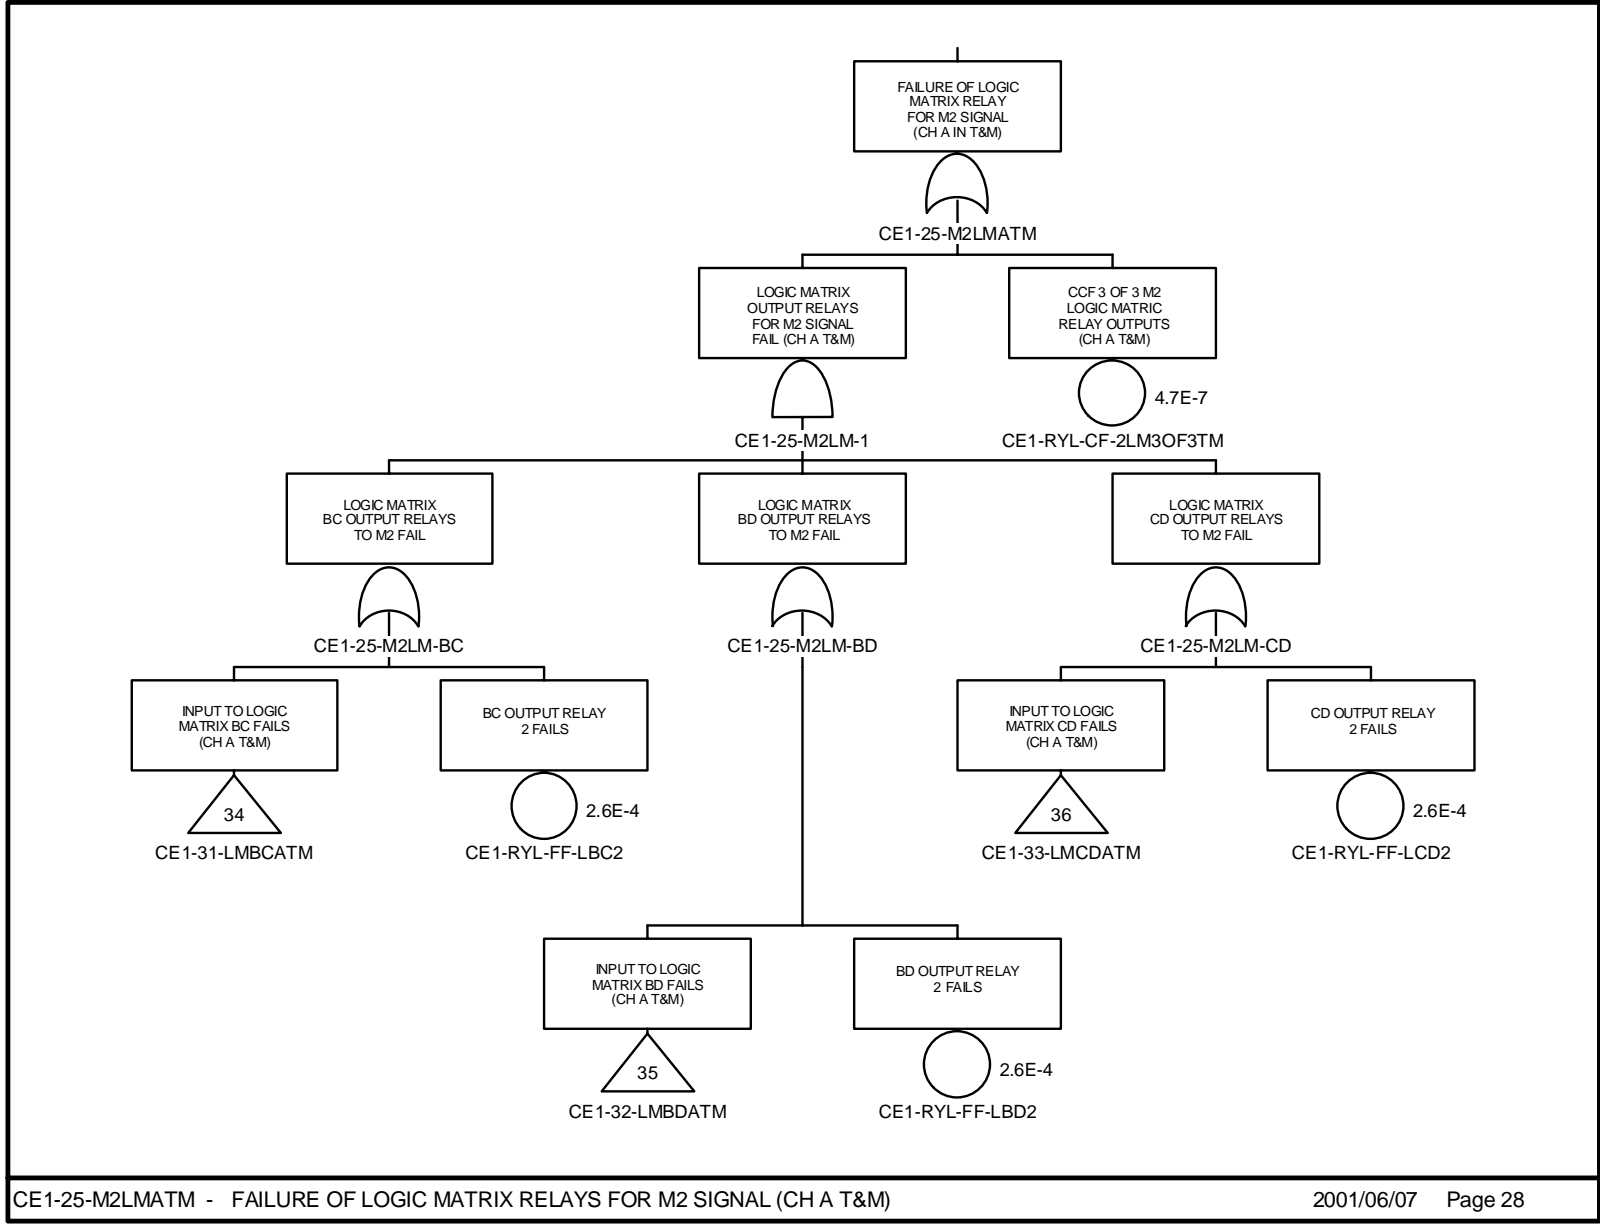 FAILURE OF LOGIC
MATRIX RELAY
FOR M2 SIGNAL
(CH A IN T&M)
CE1-25-M2LMATM
LOGIC MATRIX
OUTPUT RELAYS
FOR M2 SIGNAL
FAIL (CH A T&M)
CE1-25-M2LM-1
CCF 3 OF 3 M2
LOGIC MATRIC
RELAY OUTPUTS
(CH A T&M)
4.7E-7
CE1-RYL-CF-2LM3OF3TM
LOGIC MATRIX
BC OUTPUT RELAYS
TO M2 FAIL
CE1-25-M2LM-BC
LOGIC MATRIX
BD OUTPUT RELAYS
TO M2 FAIL
CE1-25-M2LM-BD
LOGIC MATRIX
CD OUTPUT RELAYS
TO M2 FAIL
CE1-25-M2LM-CD
INPUT TO LOGIC
MATRIX BC FAILS
(CH A T&M)
34
CE1-31-LMBCATM
BC OUTPUT RELAY
2 FAILS
2.6E-4
CE1-RYL-FF-LBC2
INPUT TO LOGIC
MATRIX CD FAILS
(CH A T&M)
36
CE1-33-LMCDATM
CD OUTPUT RELAY
2 FAILS
2.6E-4
CE1-RYL-FF-LCD2
INPUT TO LOGIC
MATRIX BD FAILS
(CH A T&M)
35
CE1-32-LMBDATM
BD OUTPUT RELAY
2 FAILS
2.6E-4
CE1-RYL-FF-LBD2
CE1-25-M2LMATM - FAILURE OF LOGIC MATRIX RELAYS FOR M2 SIGNAL (CH A T&M) 2001/06/07 Page 28